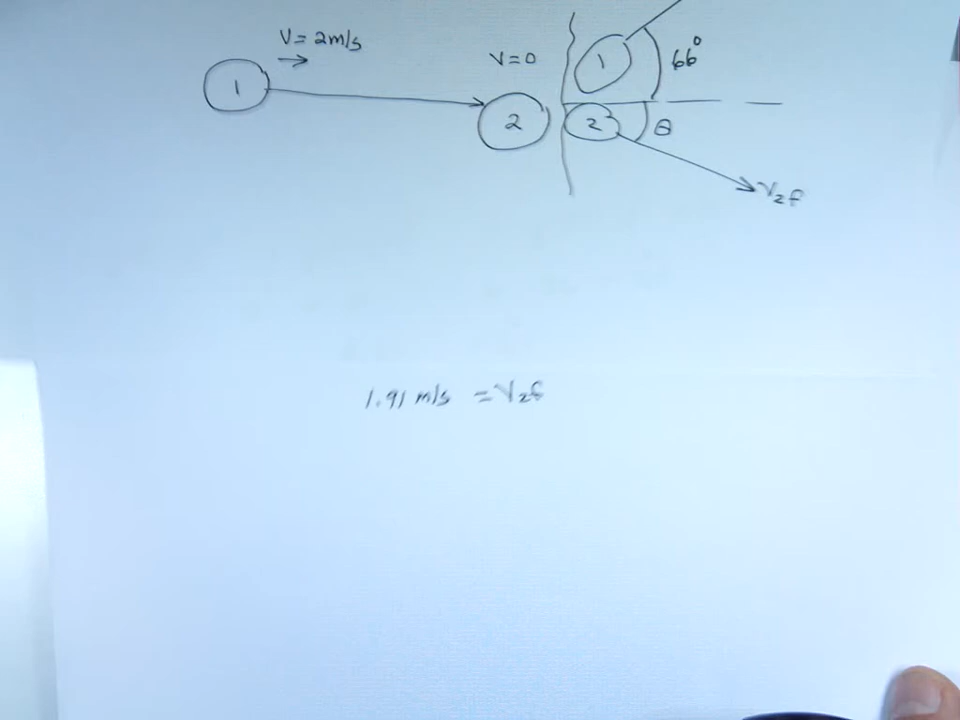 V = 2m/s
V = 0
1
2
1
66°
2
θ
V2f
1.91 m/s = V2f